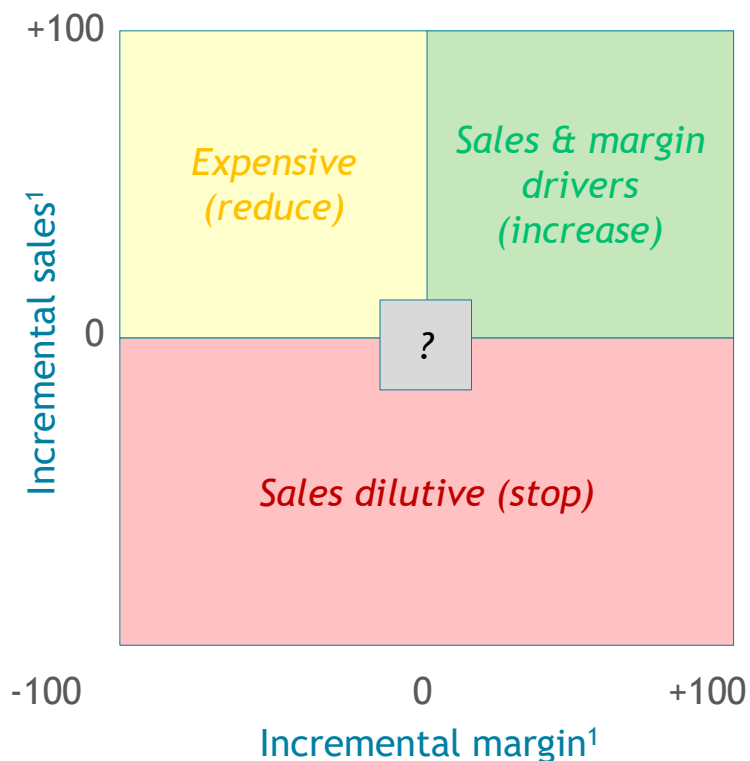 +100
Expensive
(reduce)
Sales & margin
drivers
(increase)
Incremental sales¹
0
?
Sales dilutive (stop)
-100
0
+100
Incremental margin¹